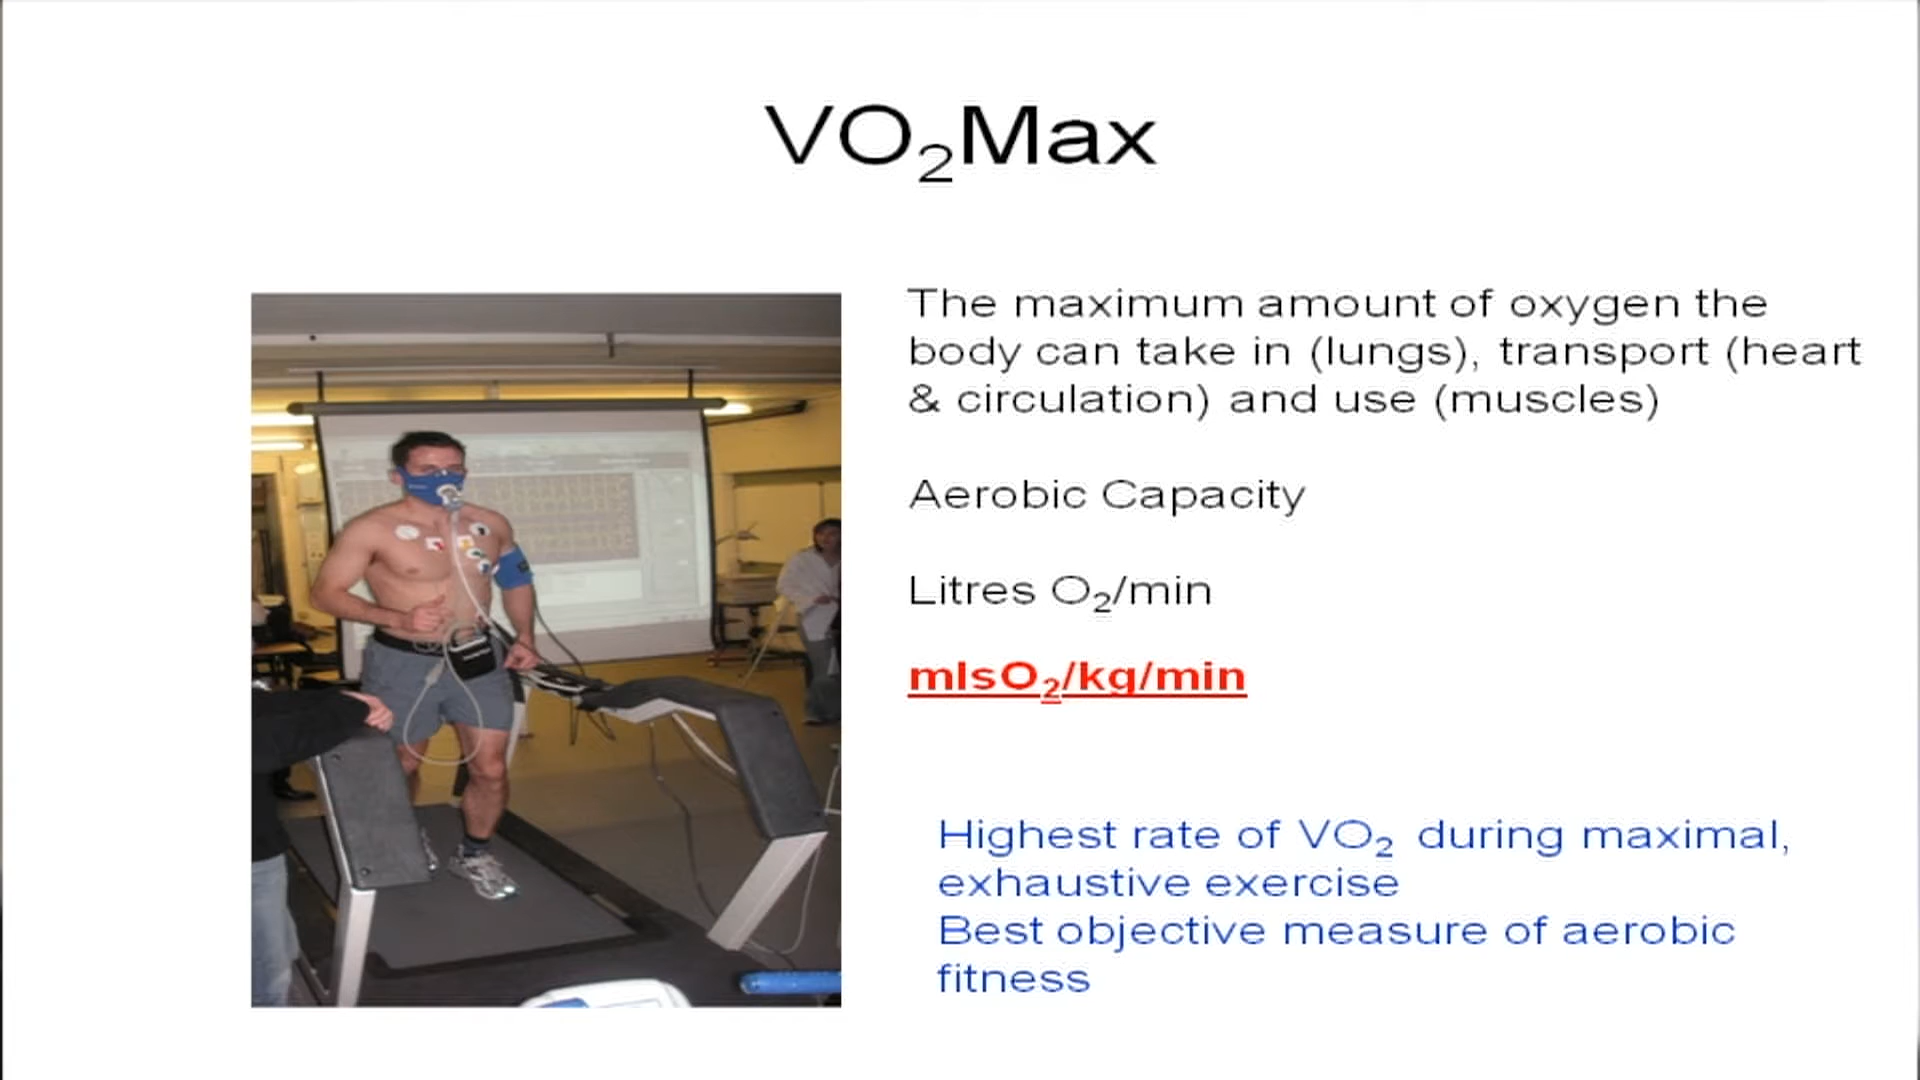 VO₂Max
The maximum amount of oxygen the
body can take in (lungs), transport (heart
& circulation) and use (muscles)
Aerobic Capacity
Litres O₂/min
mlsO₂/kg/min
Highest rate of VO₂ during maximal,
exhaustive exercise
Best objective measure of aerobic
fitness